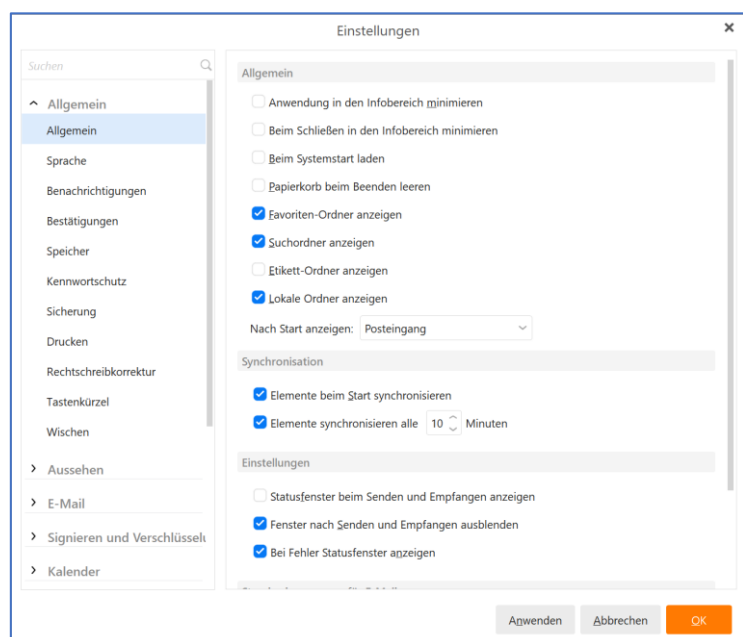 Einstellungen
Suchen
Allgemein
Allgemein
Sprache
Benachrichtigungen
Bestätigungen
Speicher
Kennwortschutz
Sicherung
Drucken
Rechtschreibkorrektur
Tastenkürzel
Wischen
Aussehen
E-Mail
Signieren und Verschlüsselu
Kalender
Allgemein
Anwendung in den Infobereich minimieren
Beim Schließen in den Infobereich minimieren
Beim Systemstart laden
Papierkorb beim Beenden leeren
Favoriten-Ordner anzeigen
Suchordner anzeigen
Etikett-Ordner anzeigen
Lokale Ordner anzeigen
Nach Start anzeigen: Posteingang
Synchronisation
Elemente beim Start synchronisieren
Elemente synchronisieren alle 10 Minuten
Einstellungen
Statusfenster beim Senden und Empfangen anzeigen
Fenster nach Senden und Empfangen ausblenden
Bei Fehler Statusfenster anzeigen
Anwenden Abbrechen OK